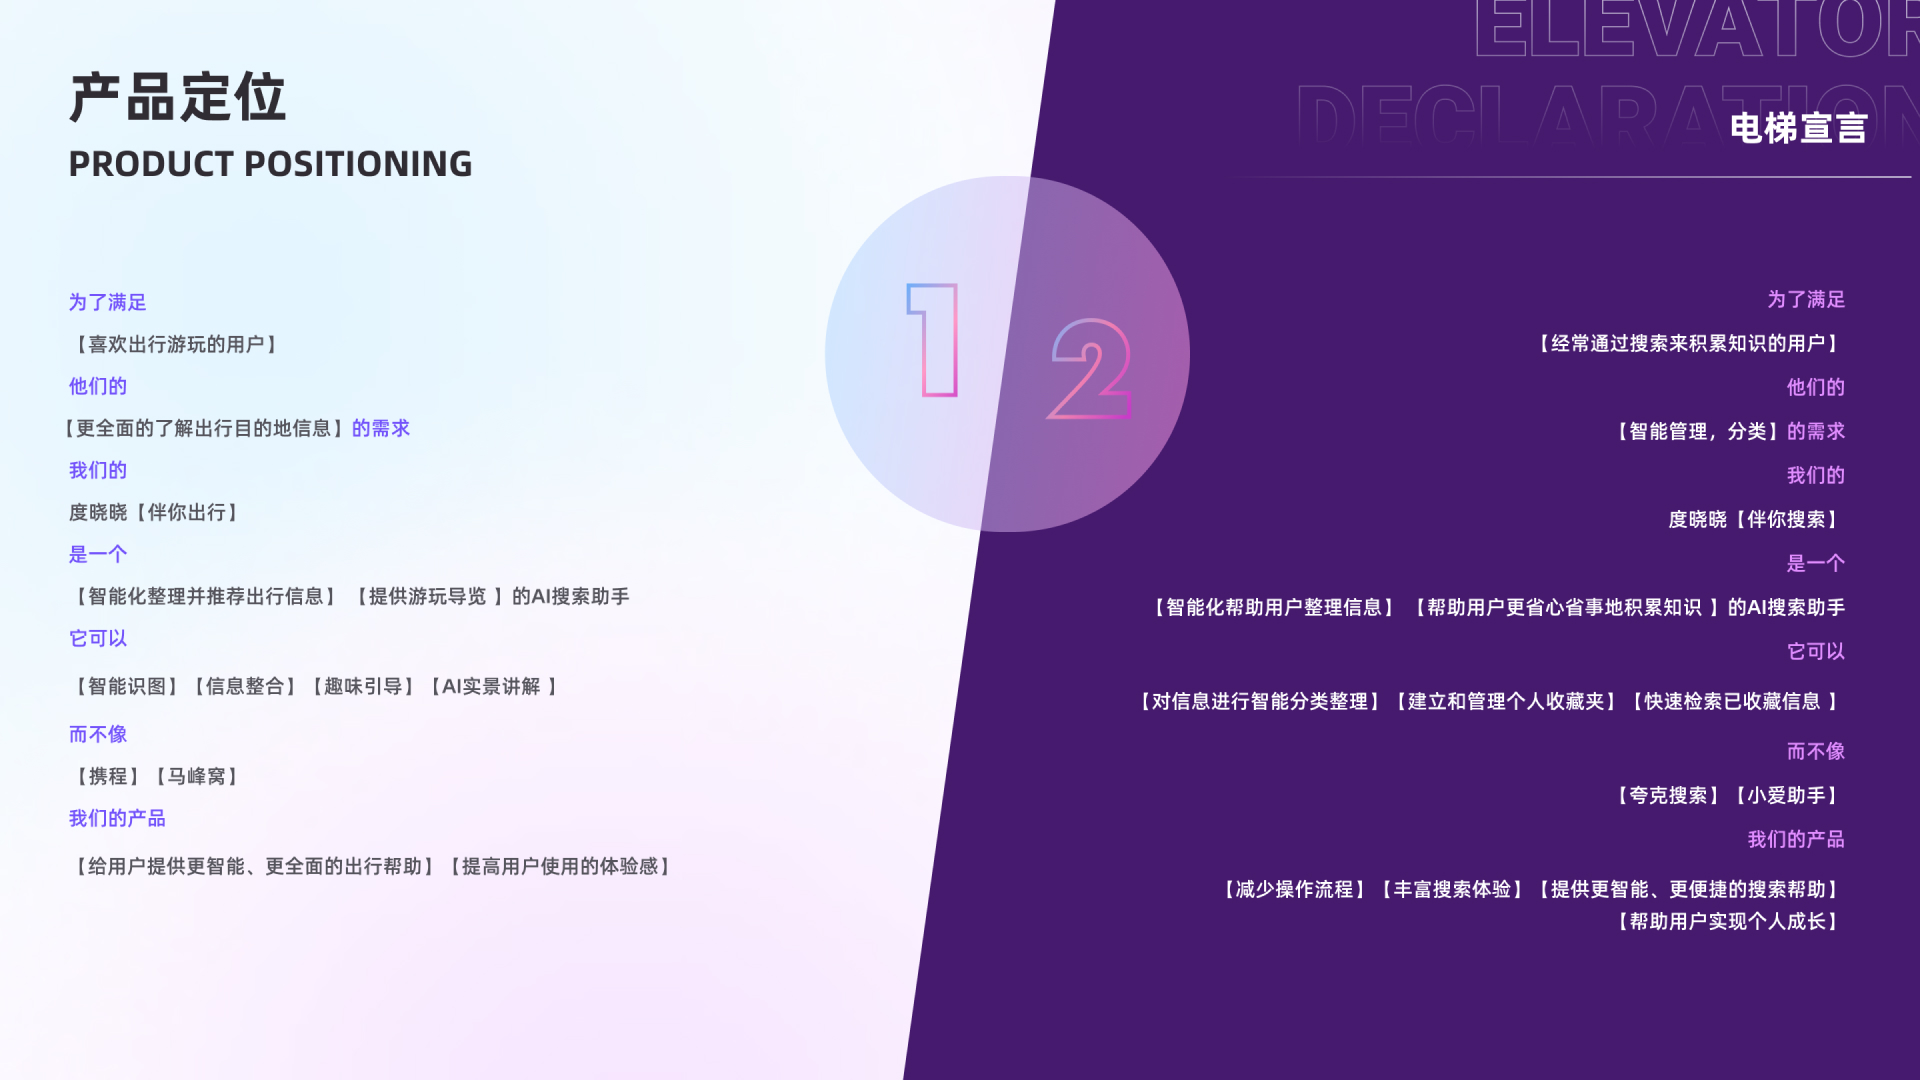 产品定位
PRODUCT POSITIONING
为了满足
【喜欢出行游玩的用户】
他们的
【更全面的了解出行目的地信息】的需求
我们的
度晓晓【伴你出行】
是一个
【智能化整理并推荐出行信息】 【提供游玩导览 】的AI搜索助手
它可以
【智能识图】【信息整合】【趣味引导】【AI实景讲解 】
而不像
【携程】【马峰窝】
我们的产品
【给用户提供更智能、更全面的出行帮助】【提高用户使用的体验感】
1
2
ELEVATOR
DECLARATION
电梯宣言
为了满足
【经常通过搜索来积累知识的用户】
他们的
【智能管理，分类】的需求
我们的
度晓晓【伴你搜索】
是一个
【智能化帮助用户整理信息】 【帮助用户更省心省事地积累知识 】的AI搜索助手
它可以
【对信息进行智能分类整理】【建立和管理个人收藏夹】【快速检索已收藏信息 】
而不像
【夸克搜索】【小爱助手】
我们的产品
【减少操作流程】【丰富搜索体验】【提供更智能、更便捷的搜索帮助】
【帮助用户实现个人成长】